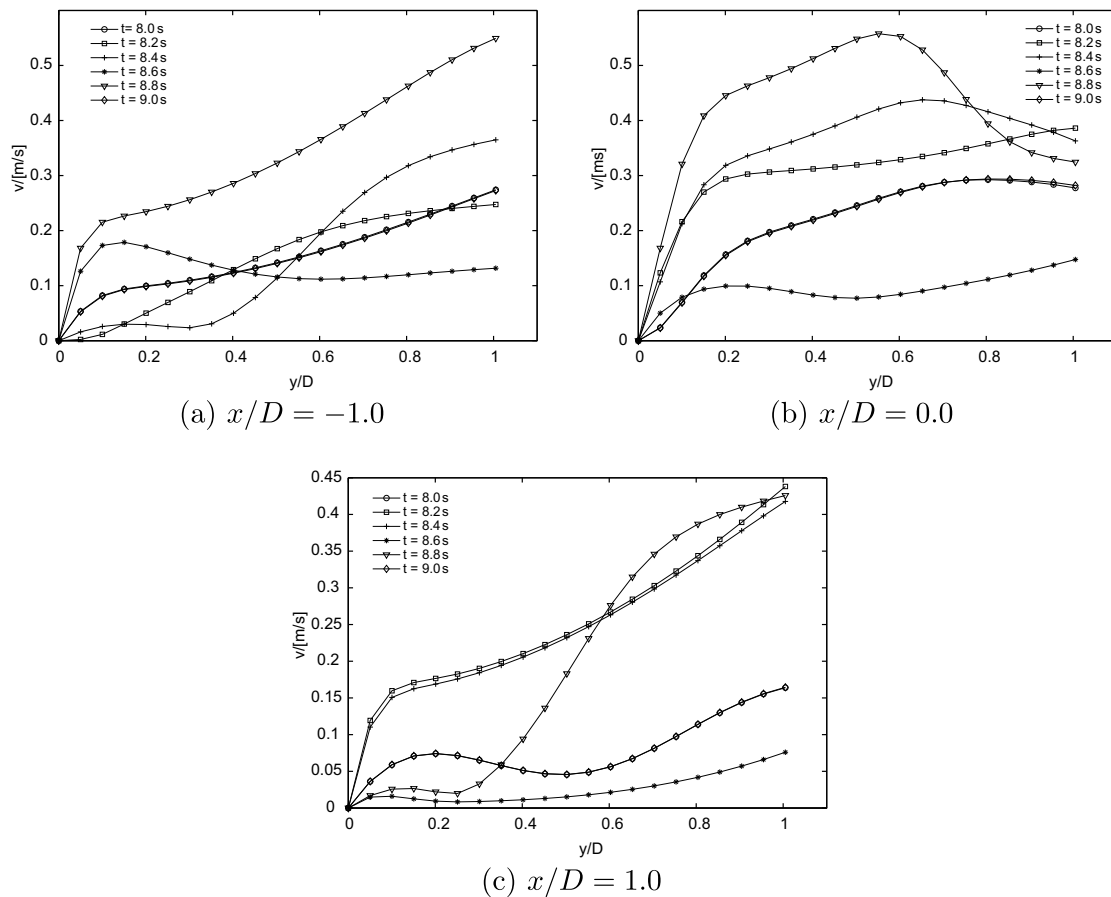 t= 8.0s
t = 8.2s
t = 8.4s
t = 8.6s
t = 8.8s
t = 9.0s
0.5
0.4
0.3
0.2
0.1
0
v/[m/s]
0 0.2 0.4 0.6 0.8 1
y/D
(a) x/D = −1.0
t = 8.0s
t = 8.2s
t = 8.4s
t = 8.6s
t = 8.8s
t = 9.0s
0.5
0.4
0.3
0.2
0.1
0
v/[ms]
0 0.2 0.4 0.6 0.8 1
y/D
(b) x/D = 0.0
t = 8.0s
t = 8.2s
t = 8.4s
t = 8.6s
t = 8.8s
t = 9.0s
0.45
0.4
0.35
0.3
0.25
0.2
0.15
0.1
0.05
0
v/[m/s]
0 0.2 0.4 0.6 0.8 1
y/D
(c) x/D = 1.0